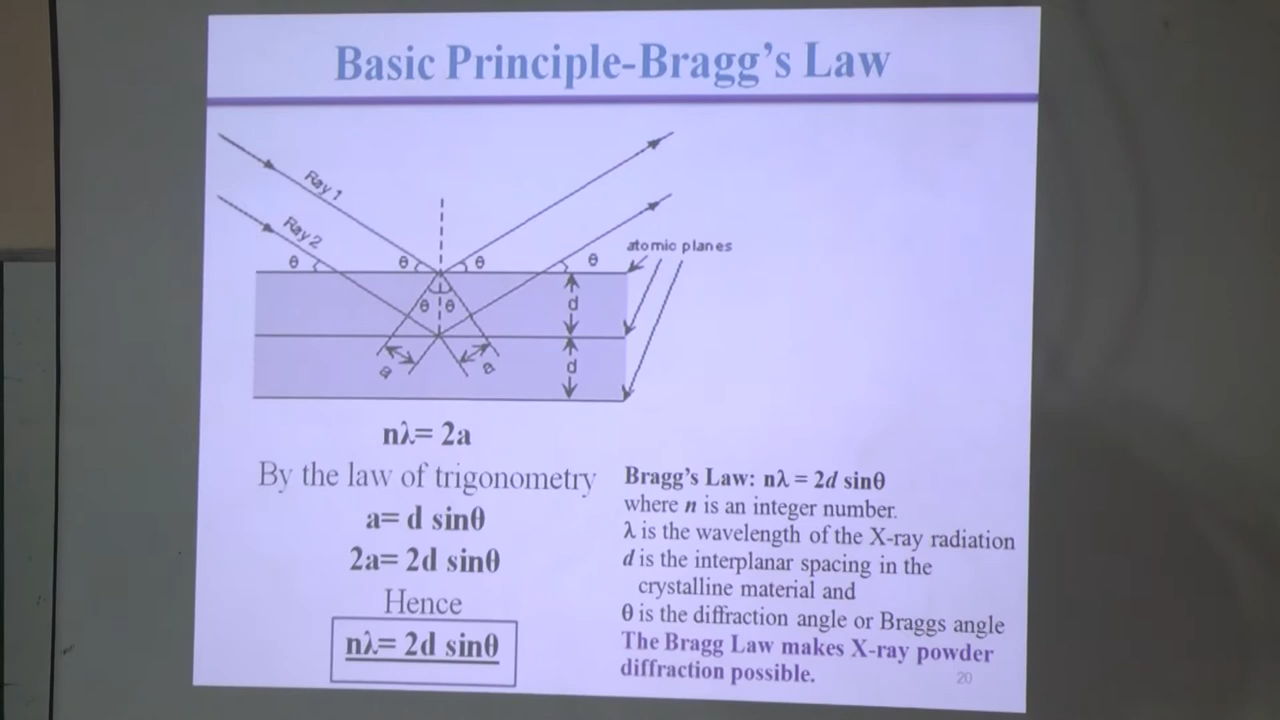 Basic Principle-Bragg's Law
Ray 1
Ray 2
atomic planes
θ
θ
θ
θ
θ
θ
d
d
a
a
nλ= 2a
By the law of trigonometry
a= d sinθ
2a= 2d sinθ
Hence
nλ= 2d sinθ
Bragg's Law: nλ = 2d sinθ
where n is an integer number.
λ is the wavelength of the X-ray radiation
d is the interplanar spacing in the
crystalline material and
θ is the diffraction angle or Braggs angle
The Bragg Law makes X-ray powder
diffraction possible.
20